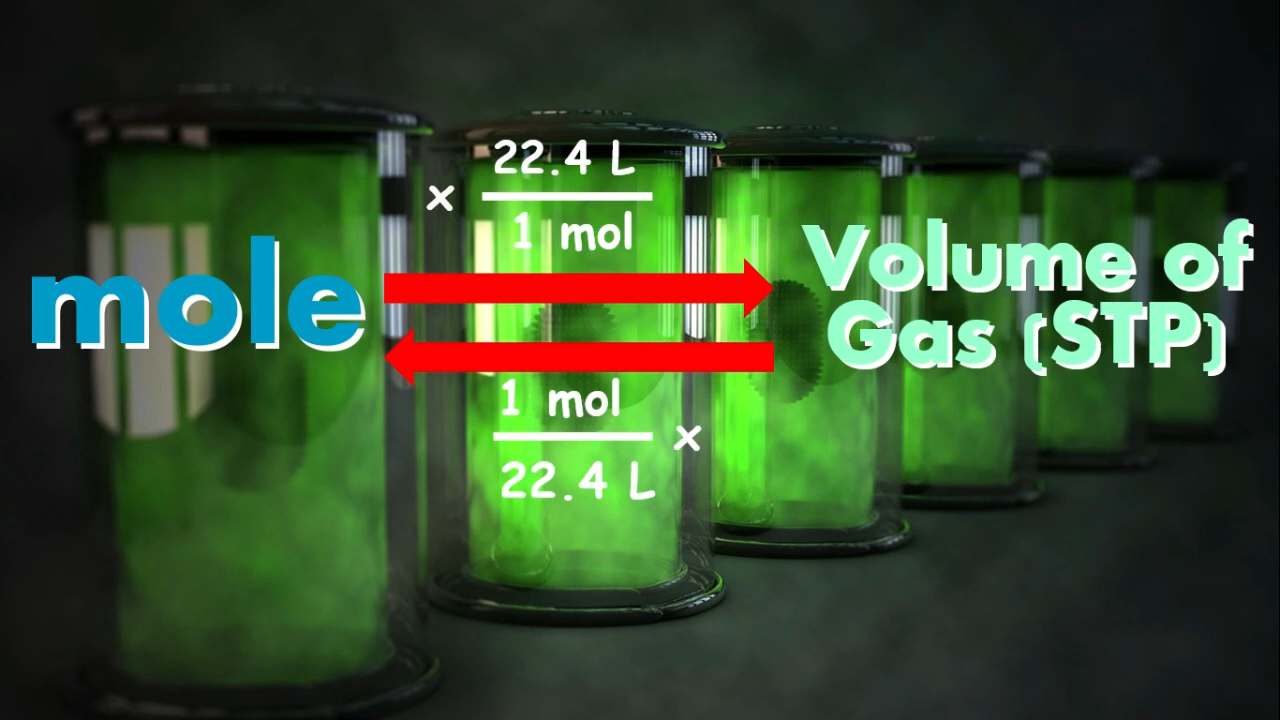 22.4 L
×
1 mol
mole
Volume of
Gas (STP)
1 mol
×
22.4 L